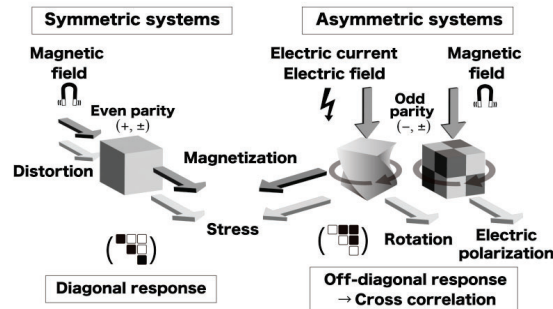 Symmetric systems
Asymmetric systems
Magnetic
field
Even parity
(+, ±)
Distortion
Magnetization
Stress
Diagonal response
Electric current
Electric field
Magnetic
field
Odd
parity
(−, ±)
Rotation
Electric
polarization
Off-diagonal response
→ Cross correlation